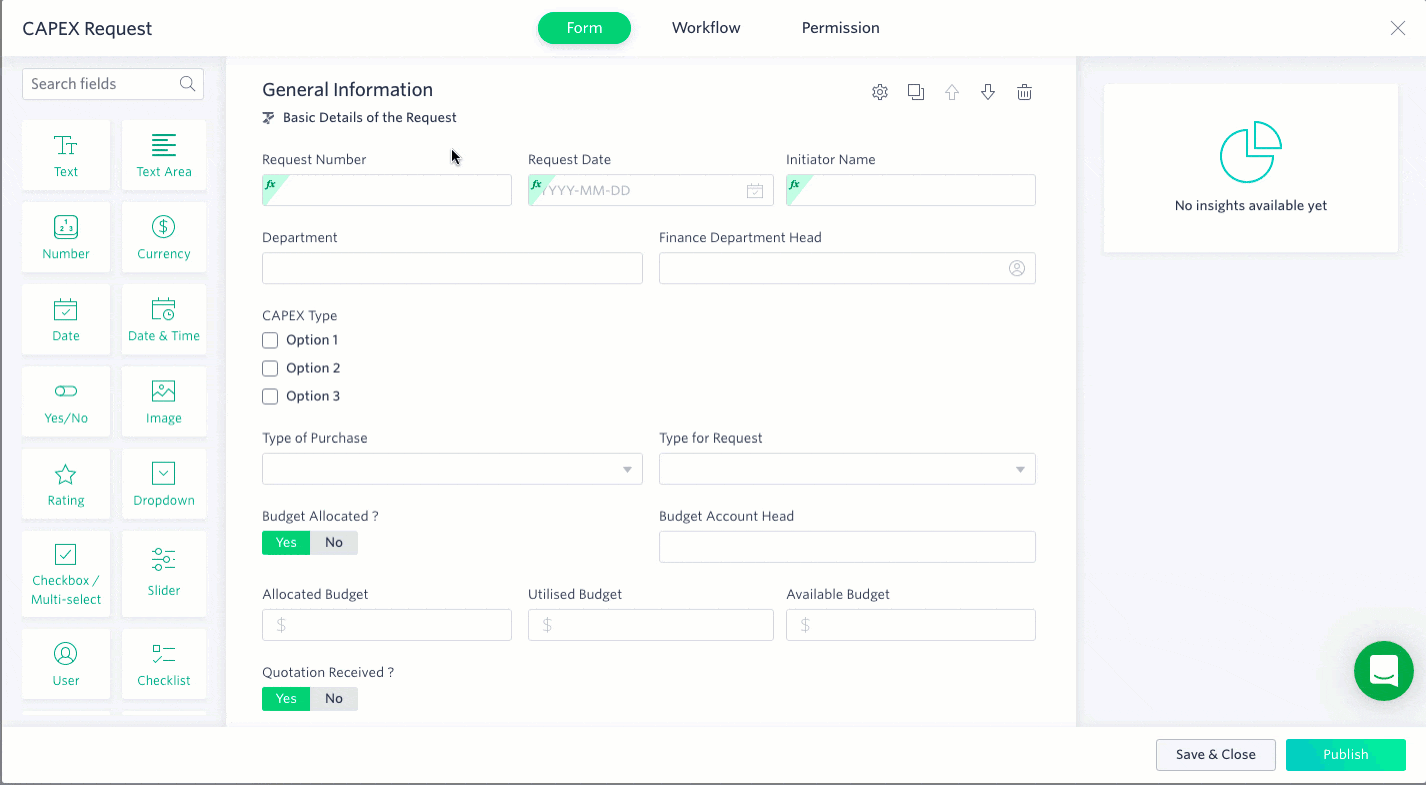 CAPEX Request
Form
Workflow
Permission
Search fields
Text
Text Area
Number
Currency
Date
Date & Time
Yes/No
Image
Rating
Dropdown
Checkbox /
Multi-select
Slider
User
Checklist
General Information
Basic Details of the Request
Request Number
Request Date
Initiator Name
fx
fx YYYY-MM-DD
fx
Department
Finance Department Head
CAPEX Type
Option 1
Option 2
Option 3
Type of Purchase
Type for Request
Budget Allocated ?
Budget Account Head
Yes No
Allocated Budget
Utilised Budget
Available Budget
$
$
$
Quotation Received ?
Yes No
No insights available yet
Save & Close
Publish